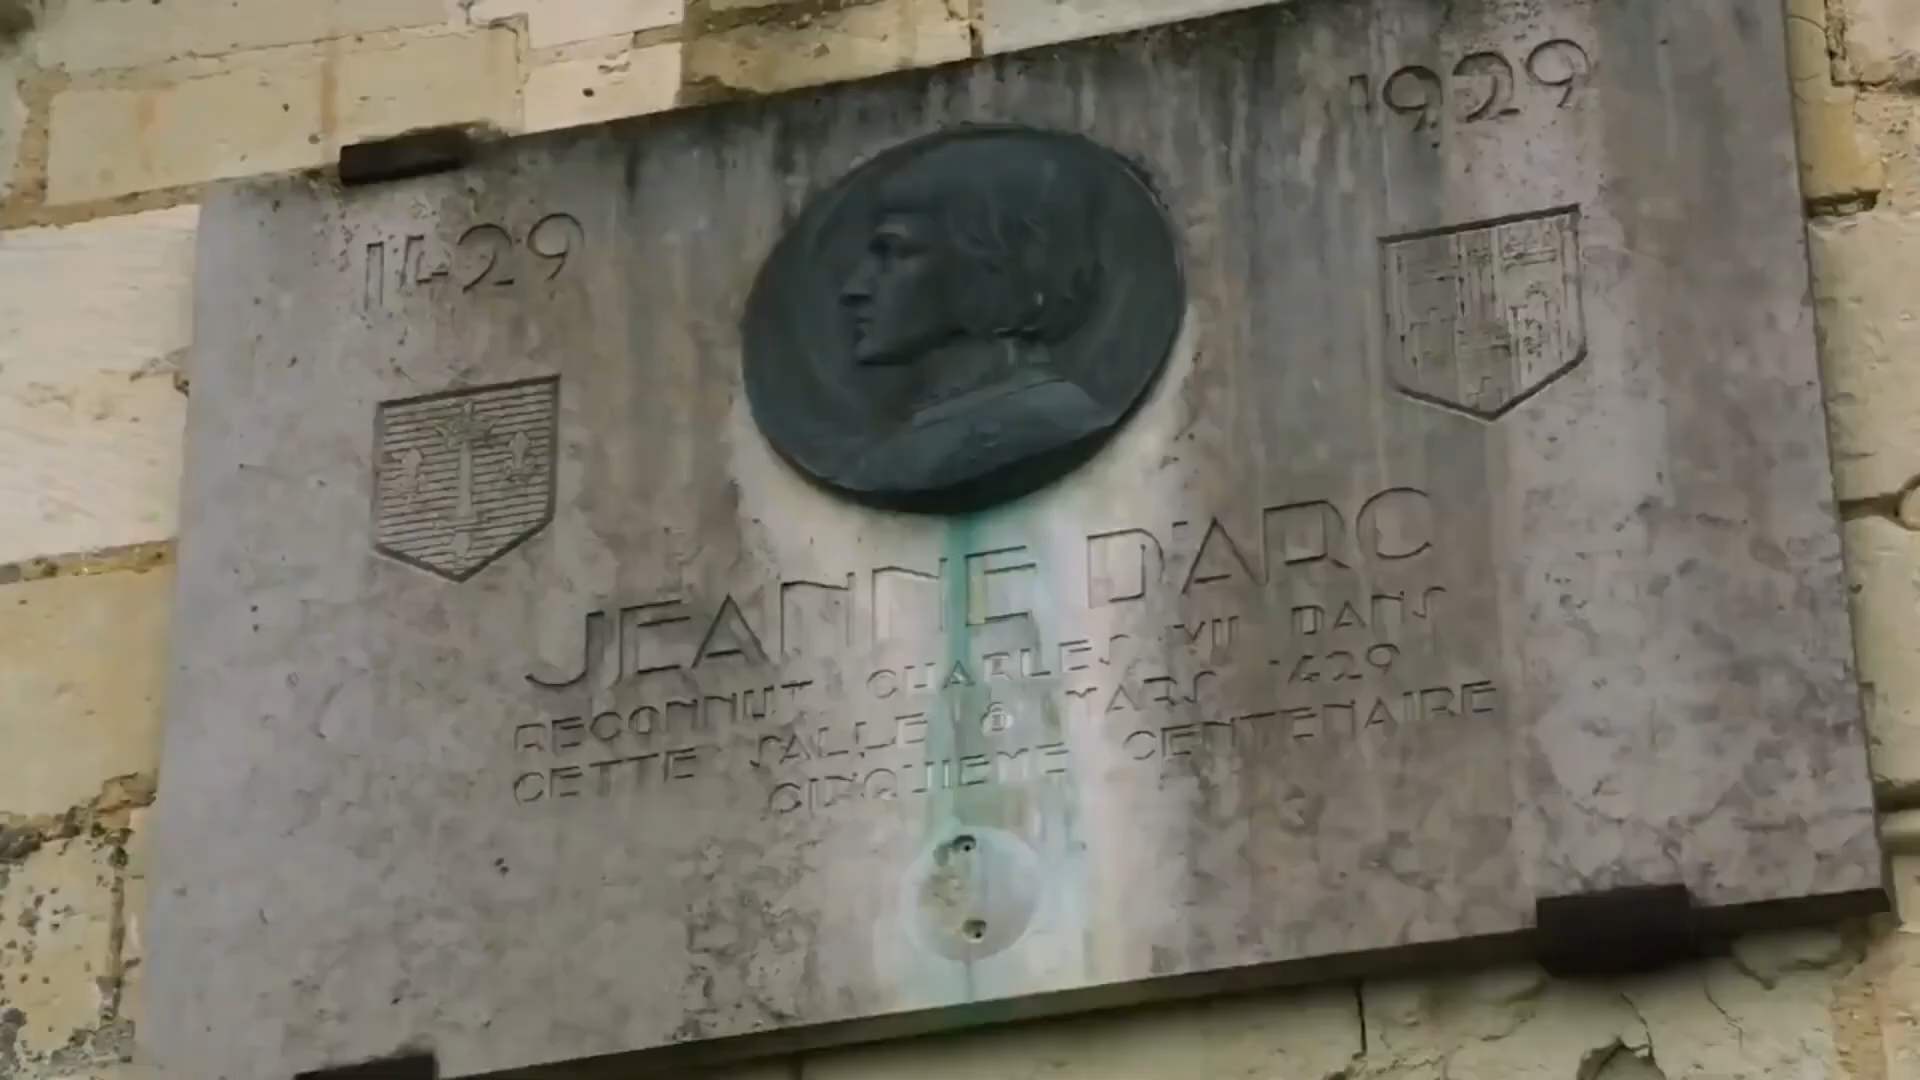 1429
1929
JEANNE D'ARC
RECONNUT CHARLES VII DANS
CETTE SALLE 8 MARS 1429
CINQUIEME CENTENAIRE